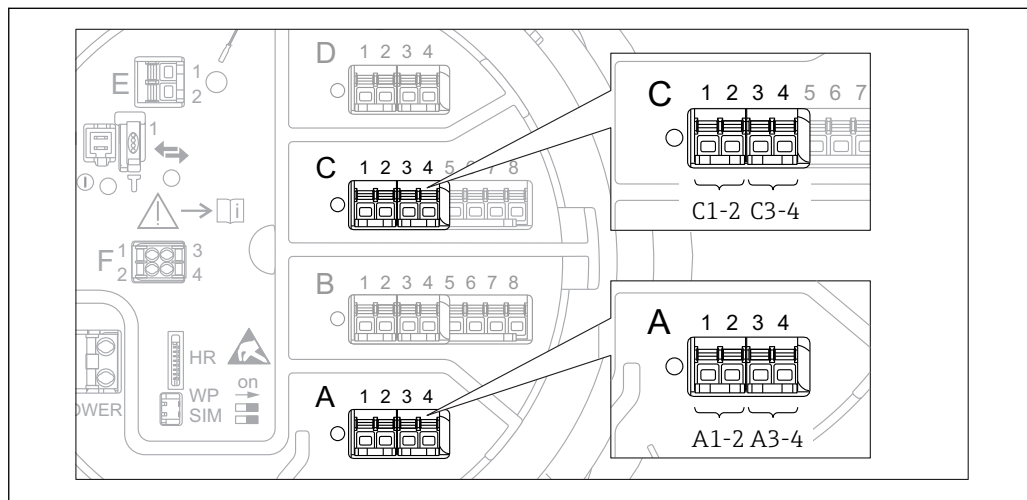 D 1 2 3 4
E 1
2
1
C 1 2 3 4 5 6 7 8
i
F 1 3
2 4
B 1 2 3 4 5 6 7 8
HR
on
WP
SIM
OWER
A 1 2 3 4
C 1 2 3 4 5 6 7
C1-2 C3-4
A 1 2 3 4
A1-2 A3-4